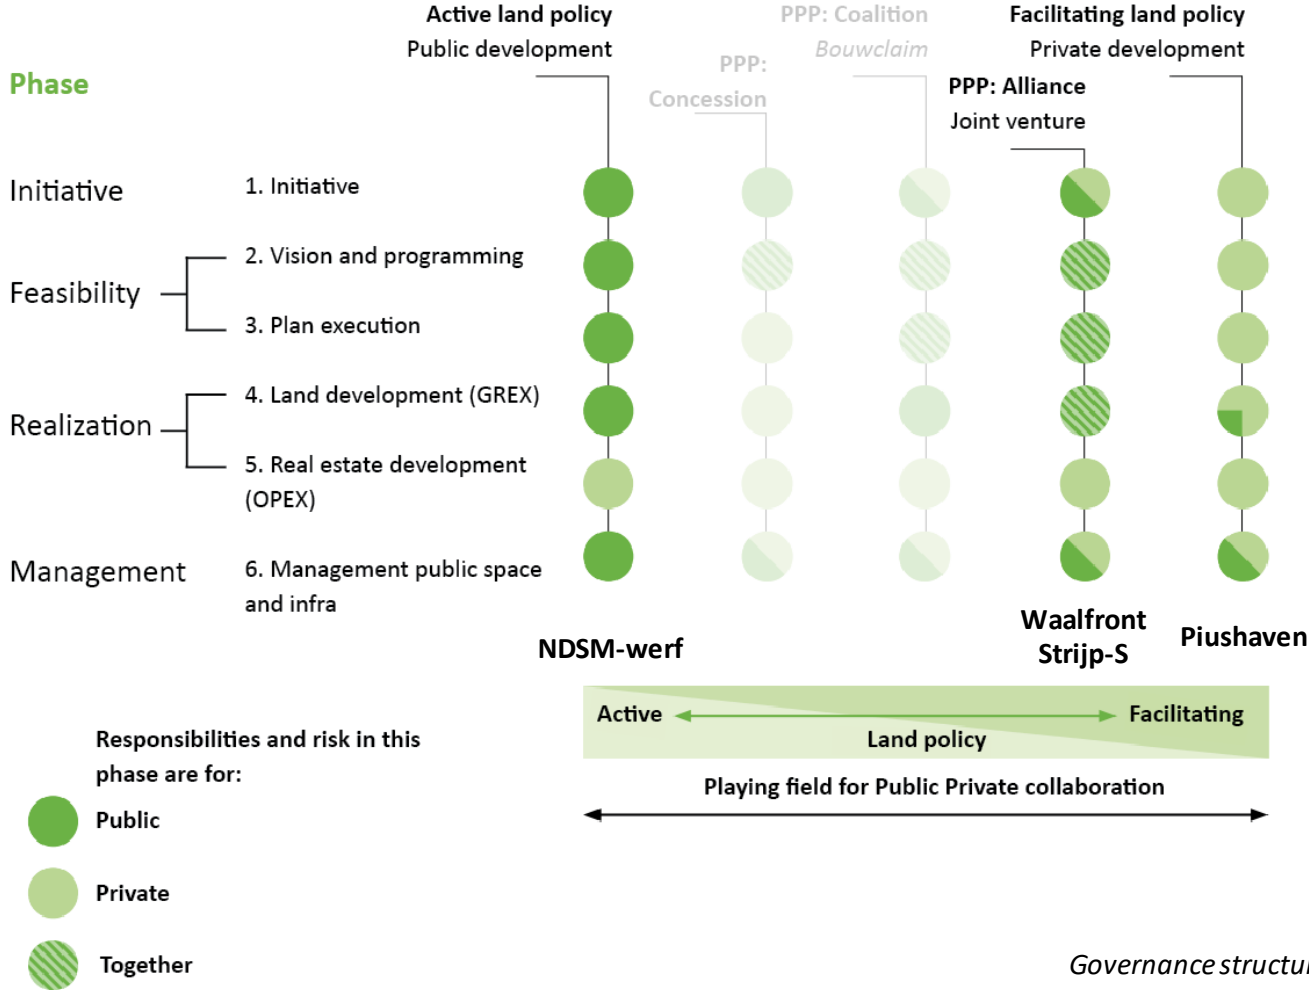 Active land policy
Public development
PPP: Coalition
Bouwclaim
Facilitating land policy
Private development
PPP:
Concession
PPP: Alliance
Joint venture
Phase
Initiative
1. Initiative
Feasibility
2. Vision and programming
3. Plan execution
Realization
4. Land development (GREX)
5. Real estate development
(OPEX)
Management
6. Management public space
and infra
NDSM-werf
Waalfront
Strijp-S
Piushaven
Active
Facilitating
Land policy
Playing field for Public Private collaboration
Responsibilities and risk in this
phase are for:
Public
Private
Together
Governance structur